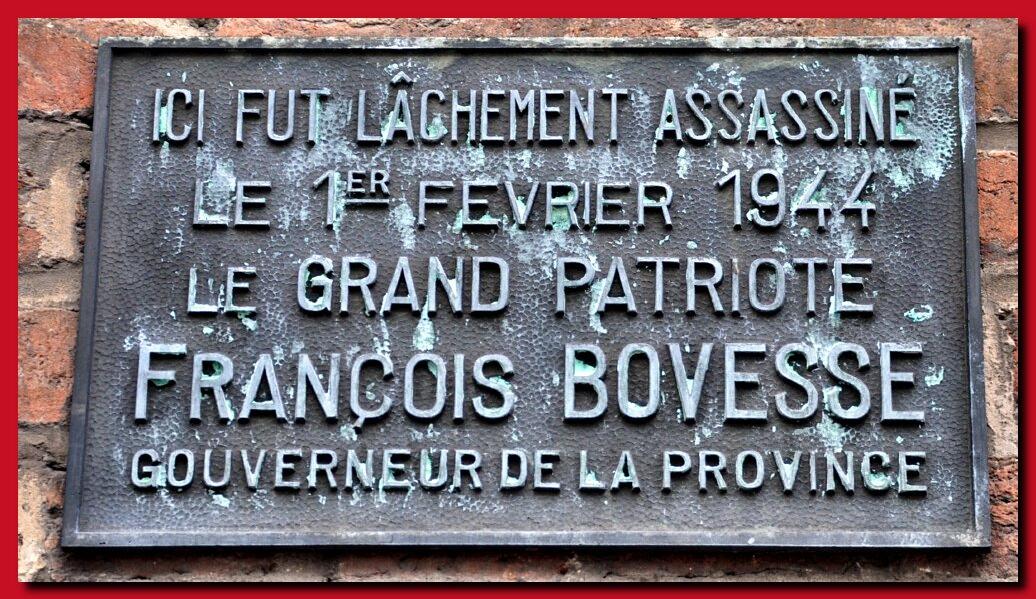 ICI FUT LÂCHEMENT ASSASSINÉ
LE 1ER FEVRIER 1944
LE GRAND PATRIOTE
FRANÇOIS BOVESSE
GOUVERNEUR DE LA PROVINCE